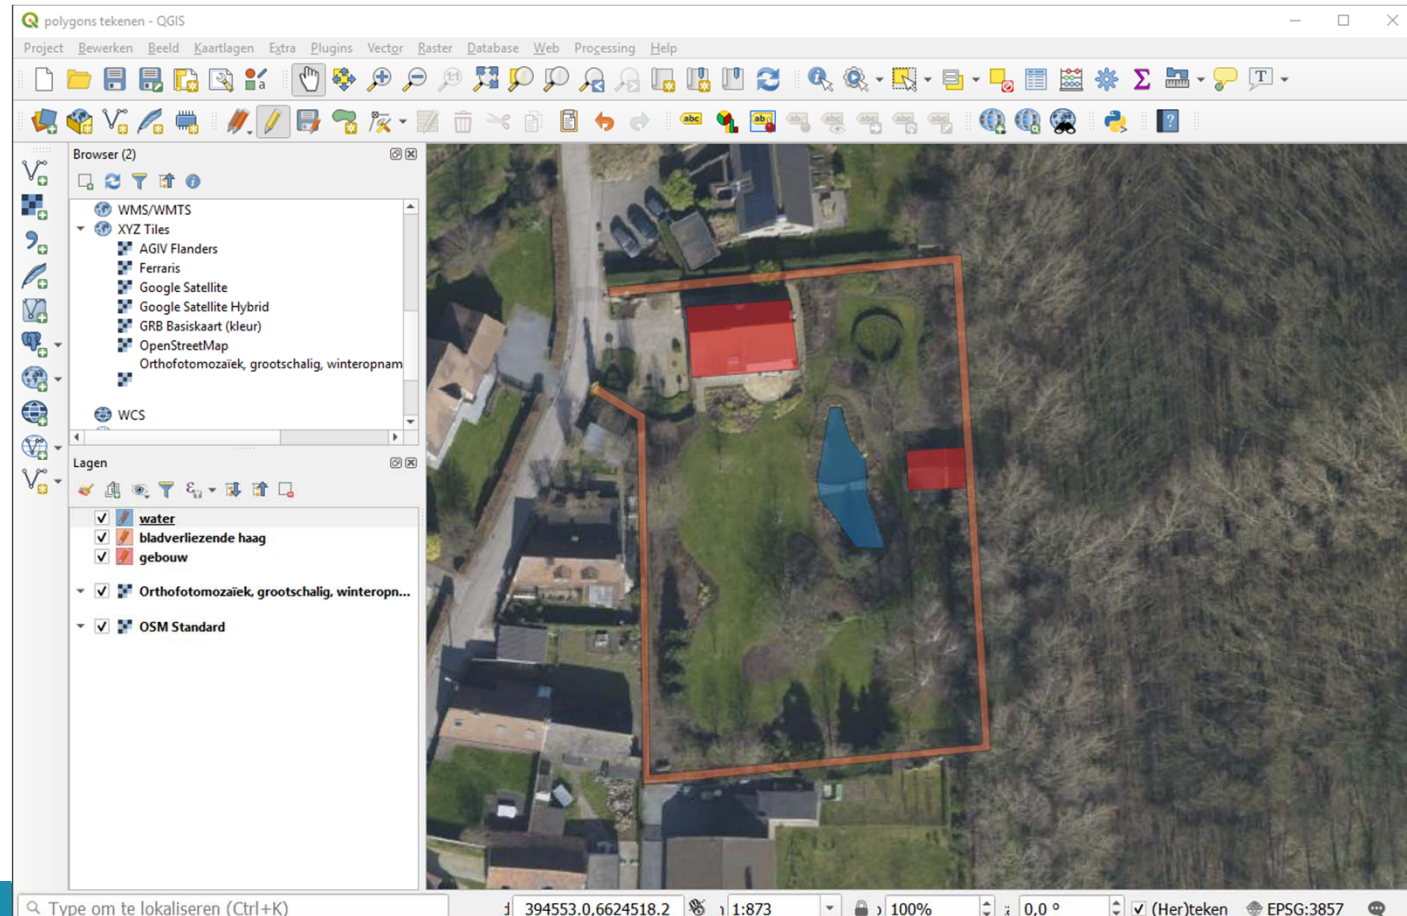 polygons tekenen - QGIS
Project Bewerken Beeld Kaartlagen Extra Plugins Vector Raster Database Web Processing Help
Browser (2)
WMS/WMTS
XYZ Tiles
AGIV Flanders
Ferraris
Google Satellite
Google Satellite Hybrid
GRB Basiskaart (kleur)
OpenStreetMap
Orthofotomozaïek, grootschalig, winteropnam
WCS
Lagen
water
bladverliezende haag
gebouw
Orthofotomozaïek, grootschalig, winteropn...
OSM Standard
Type om te lokaliseren (Ctrl+K) 394553.0,6624518.2 1:873 100% 0,0 ° (Her)teken EPSG:3857